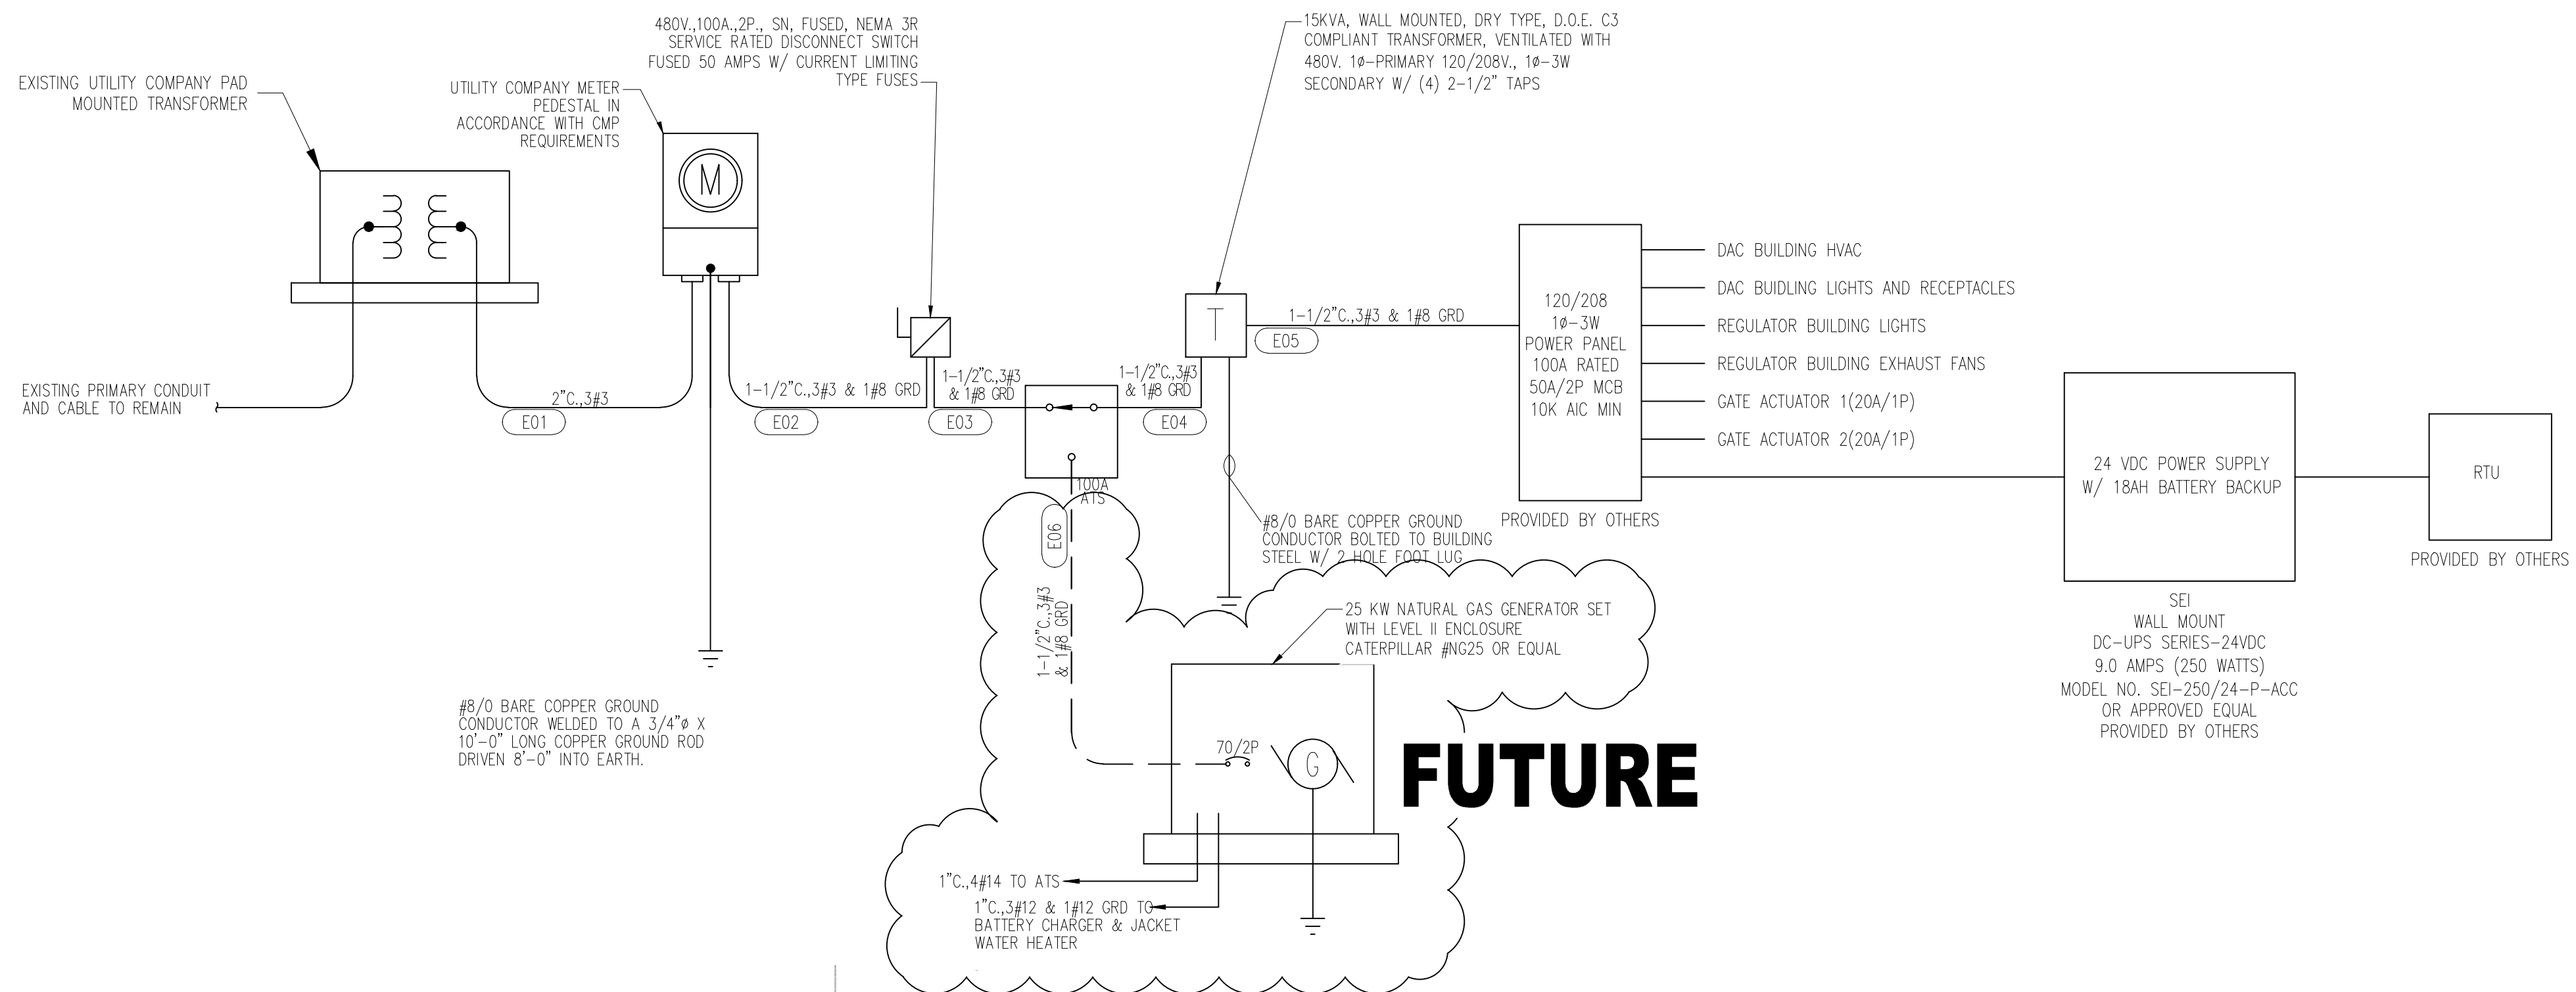 480V.,100A.,2P., SN, FUSED, NEMA 3R
SERVICE RATED DISCONNECT SWITCH
FUSED 50 AMPS W/ CURRENT LIMITING
TYPE FUSES
15KVA, WALL MOUNTED, DRY TYPE, D.O.E. C3
COMPLIANT TRANSFORMER, VENTILATED WITH
480V. 1ø-PRIMARY 120/208V., 1ø-3W
SECONDARY W/ (4) 2-1/2" TAPS
EXISTING UTILITY COMPANY PAD
MOUNTED TRANSFORMER
UTILITY COMPANY METER
PEDESTAL IN
ACCORDANCE WITH CMP
REQUIREMENTS
M
EXISTING PRIMARY CONDUIT
AND CABLE TO REMAIN
2"C.,3#3
E01
1-1/2"C.,3#3 & 1#8 GRD
E02
1-1/2"C.,3#3
& 1#8 GRD
E03
1-1/2"C.,3#3
& 1#8 GRD
E04
T
1-1/2"C.,3#3 & 1#8 GRD
E05
120/208
1ø-3W
POWER PANEL
100A RATED
50A/2P MCB
10K AIC MIN
PROVIDED BY OTHERS
DAC BUILDING HVAC
DAC BUIDLING LIGHTS AND RECEPTACLES
REGULATOR BUILDING LIGHTS
REGULATOR BUILDING EXHAUST FANS
GATE ACTUATOR 1(20A/1P)
GATE ACTUATOR 2(20A/1P)
24 VDC POWER SUPPLY
W/ 18AH BATTERY BACKUP
RTU
PROVIDED BY OTHERS
SEI
WALL MOUNT
DC-UPS SERIES-24VDC
9.0 AMPS (250 WATTS)
MODEL NO. SEI-250/24-P-ACC
OR APPROVED EQUAL
PROVIDED BY OTHERS
100A
ATS
E06
1-1/2"C.,3#3
& 1#8 GRD
#8/0 BARE COPPER GROUND
CONDUCTOR BOLTED TO BUILDING
STEEL W/ 2 HOLE FOOT LUG
25 KW NATURAL GAS GENERATOR SET
WITH LEVEL II ENCLOSURE
CATERPILLAR #NG25 OR EQUAL
#8/0 BARE COPPER GROUND
CONDUCTOR WELDED TO A 3/4"ø X
10'-0" LONG COPPER GROUND ROD
DRIVEN 8'-0" INTO EARTH.
70/2P
G
FUTURE
1"C.,4#14 TO ATS
1"C.,3#12 & 1#12 GRD TO
BATTERY CHARGER & JACKET
WATER HEATER